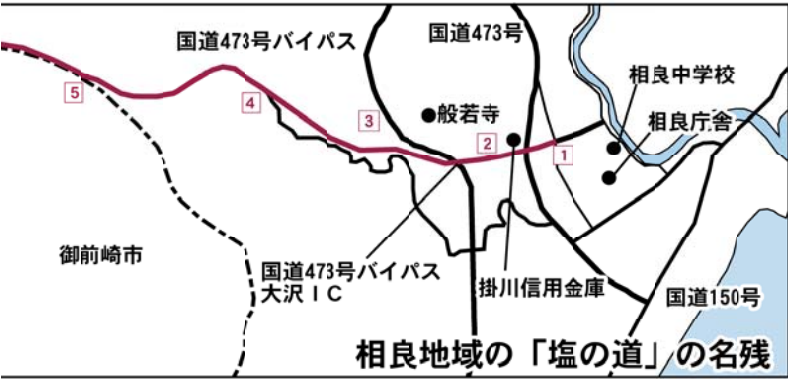 国道473号バイパス
国道473号
相良中学校
相良庁舎
般若寺
5
4
3
2
1
御前崎市
国道473号バイパス
大沢ＩＣ
掛川信用金庫
国道150号
相良地域の「塩の道」の名残